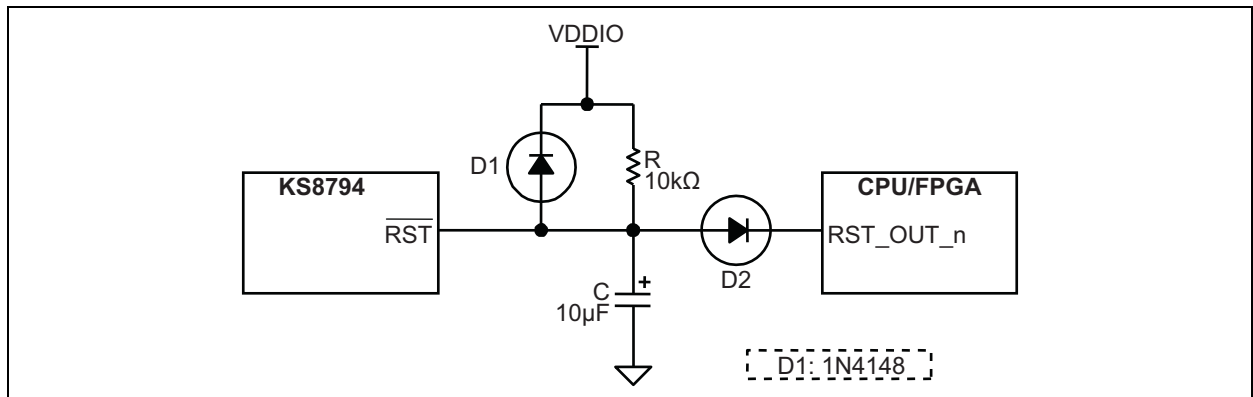 VDDIO
D1
R
10kΩ
KS8794
RST
CPU/FPGA
RST_OUT_n
D2
C
+
10µF
D1: 1N4148